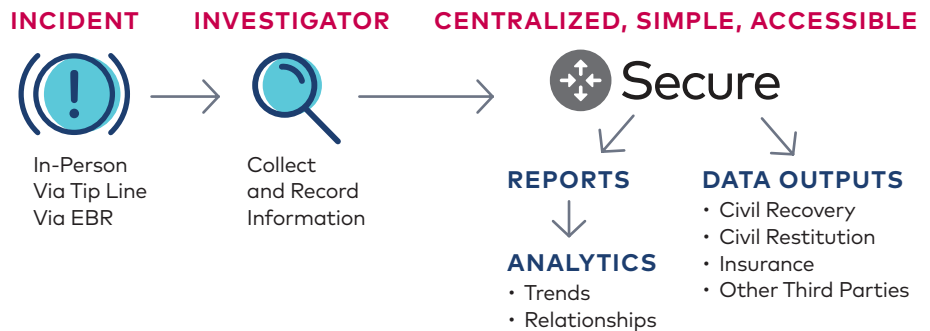 INCIDENT
In-Person
Via Tip Line
Via EBR
INVESTIGATOR
Collect
and Record
Information
CENTRALIZED, SIMPLE, ACCESSIBLE
Secure
REPORTS
ANALYTICS
• Trends
• Relationships
DATA OUTPUTS
• Civil Recovery
• Civil Restitution
• Insurance
• Other Third Parties